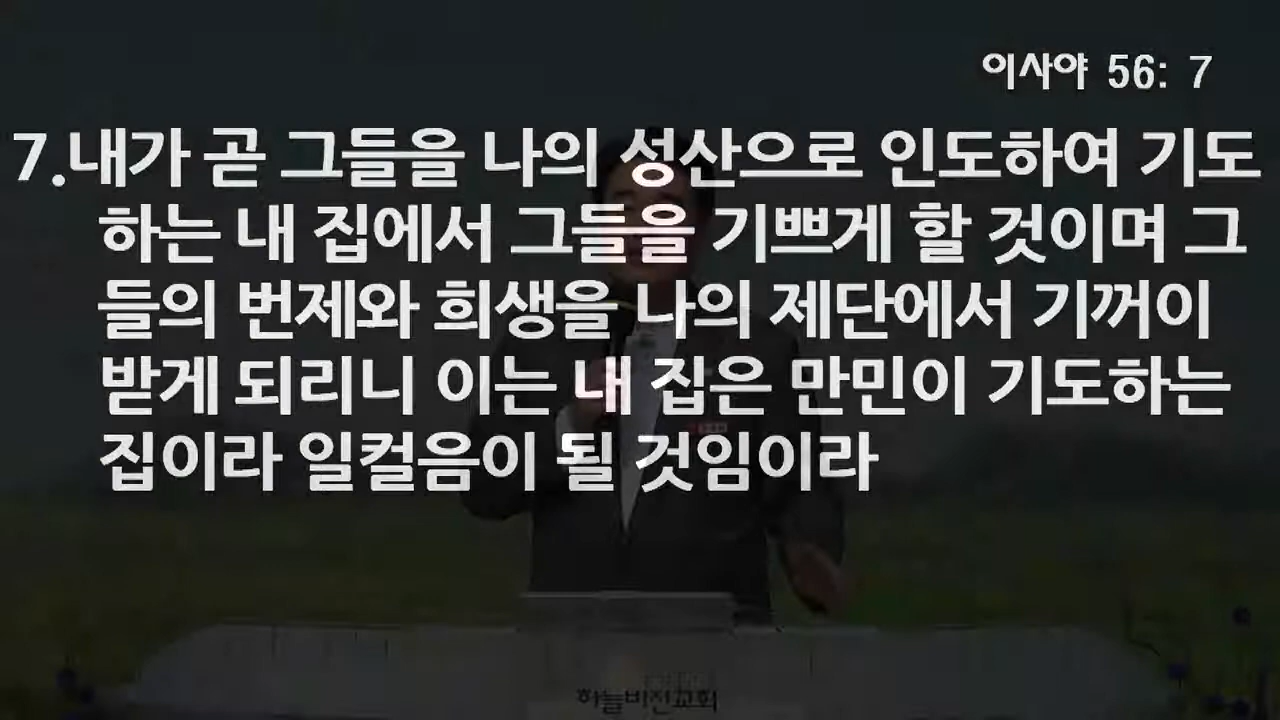 이사야 56: 7
7.내가 곧 그들을 나의 성산으로 인도하여 기도
하는 내 집에서 그들을 기쁘게 할 것이며 그
들의 번제와 희생을 나의 제단에서 기꺼이
받게 되리니 이는 내 집은 만민이 기도하는
집이라 일컬음이 될 것임이라
하늘비전교회